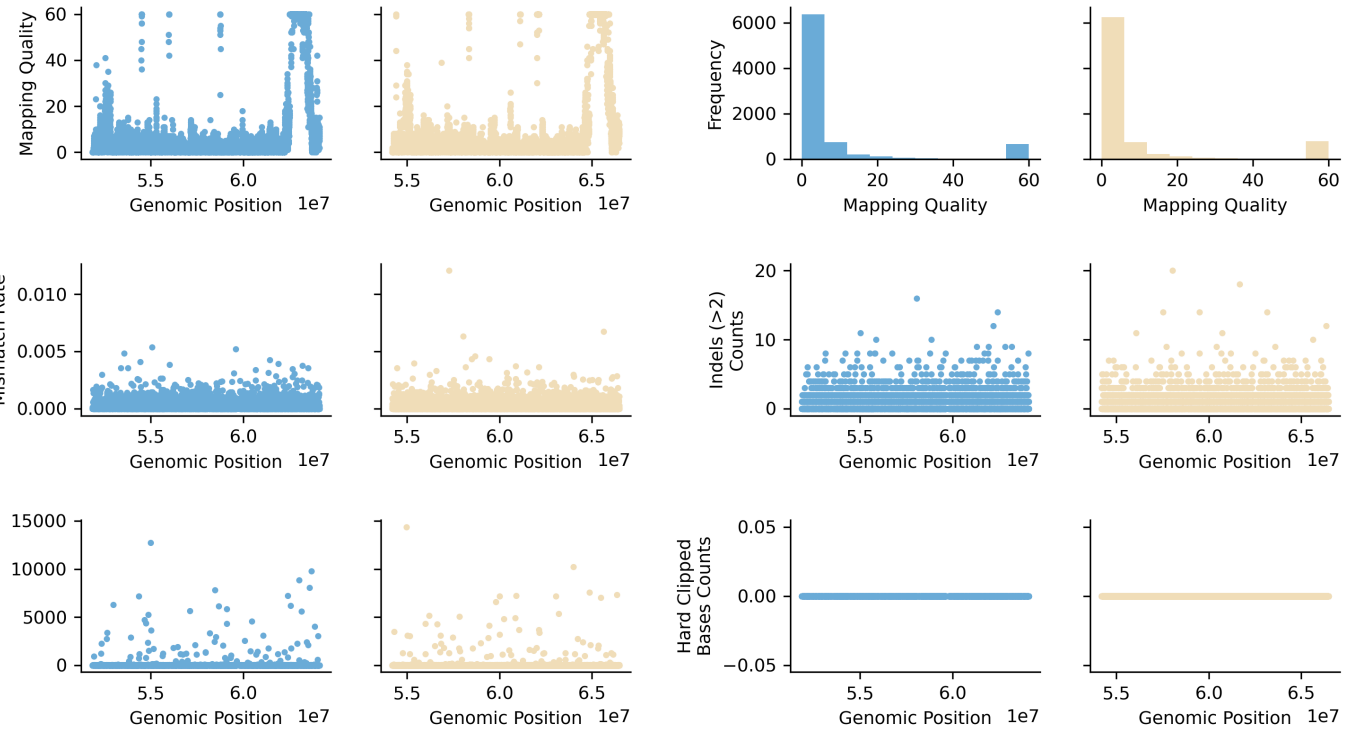 60
40
20
0
Mapping Quality
5.5 6.0
Genomic Position 1e7
5.5 6.0 6.5
Genomic Position 1e7
6000
4000
2000
0
Frequency
0 20 40 60
Mapping Quality
0 20 40 60
Mapping Quality
0.010
0.005
0.000
Mismatch Rate
5.5 6.0
Genomic Position 1e7
5.5 6.0 6.5
Genomic Position 1e7
20
10
0
Indels (>2)
Counts
5.5 6.0
Genomic Position 1e7
5.5 6.0 6.5
Genomic Position 1e7
15000
10000
5000
0
5.5 6.0
Genomic Position 1e7
5.5 6.0 6.5
Genomic Position 1e7
0.05
0.00
−0.05
Hard Clipped
Bases Counts
5.5 6.0
Genomic Position 1e7
5.5 6.0 6.5
Genomic Position 1e7